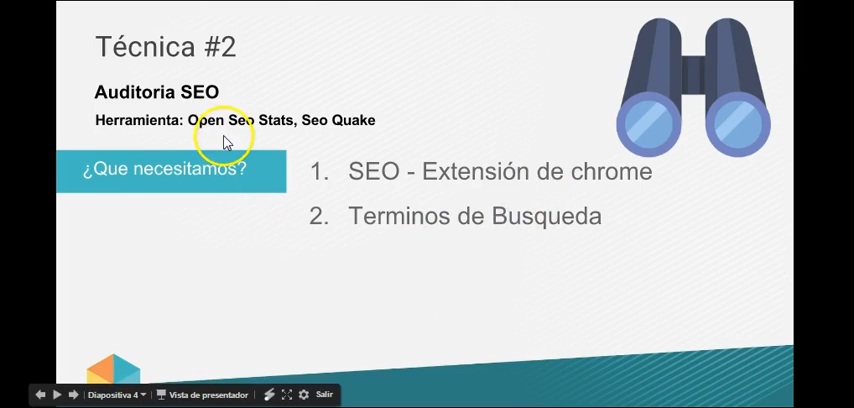 Técnica #2
Auditoria SEO
Herramienta: Open Seo Stats, Seo Quake
¿Que necesitamos?
1. SEO - Extensión de chrome
2. Terminos de Busqueda
Diapositiva 4
Vista de presentador
Salir